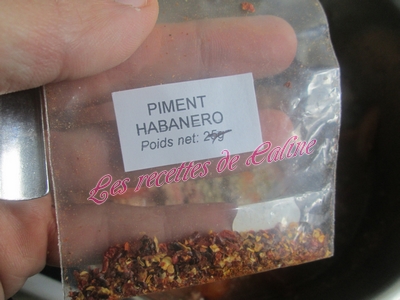 PIMENT
HABANERO
Poids net: 25g
Les recettes de Caline